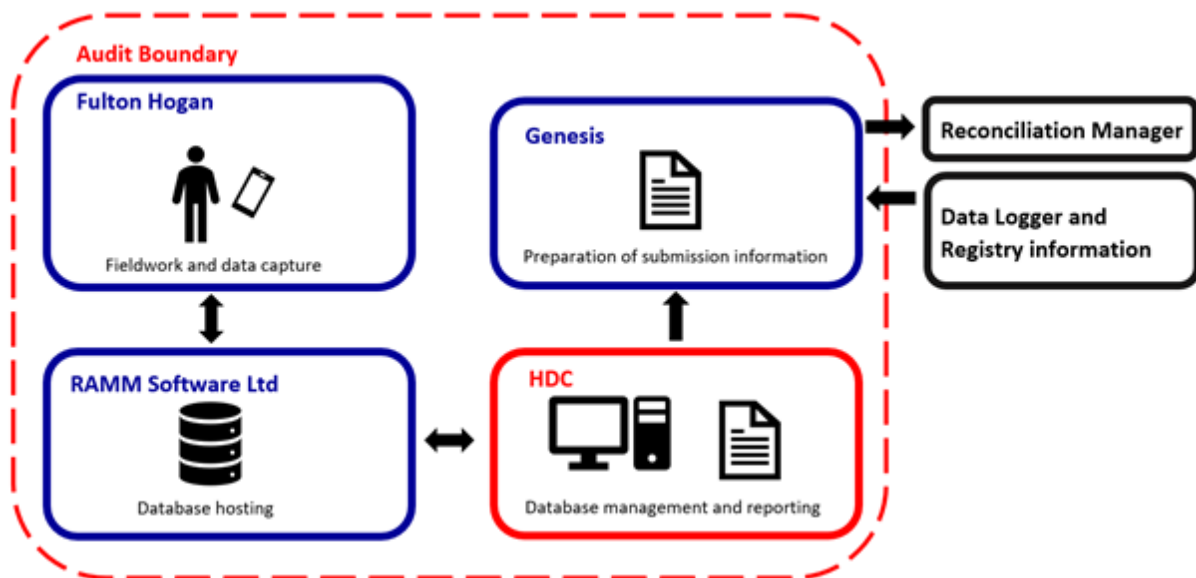 Audit Boundary
Fulton Hogan
Fieldwork and data capture
Genesis
Preparation of submission information
Reconciliation Manager
Data Logger and
Registry information
RAMM Software Ltd
Database hosting
HDC
Database management and reporting